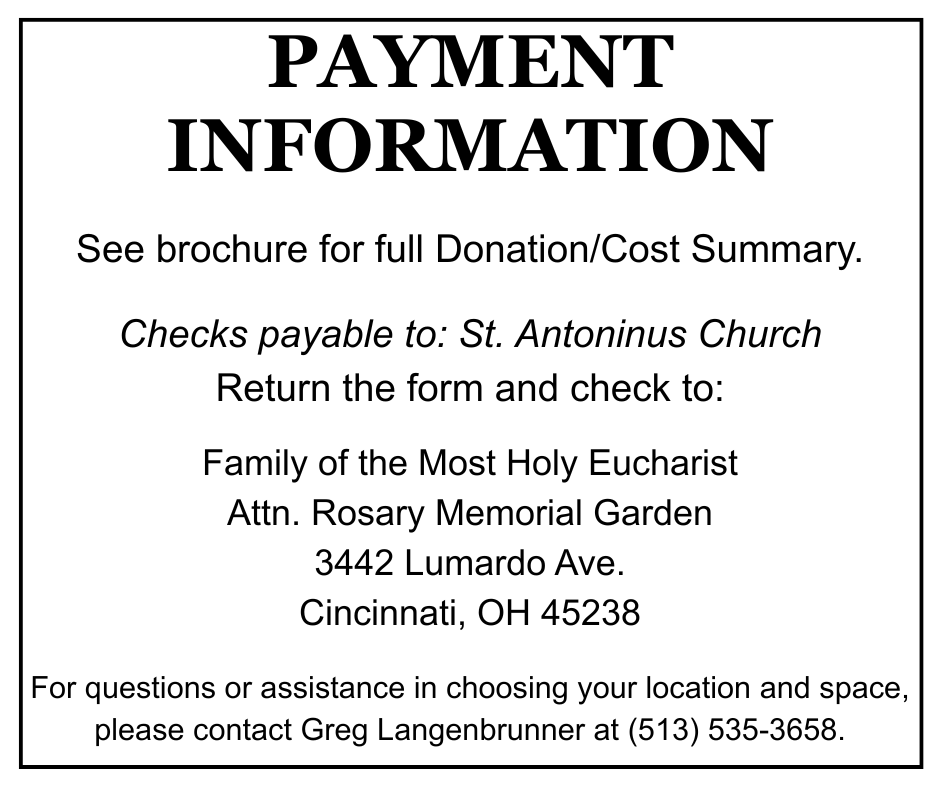 PAYMENT
INFORMATION
See brochure for full Donation/Cost Summary.
Checks payable to: St. Antoninus Church
Return the form and check to:
Family of the Most Holy Eucharist
Attn. Rosary Memorial Garden
3442 Lumardo Ave.
Cincinnati, OH 45238
For questions or assistance in choosing your location and space,
please contact Greg Langenbrunner at (513) 535-3658.